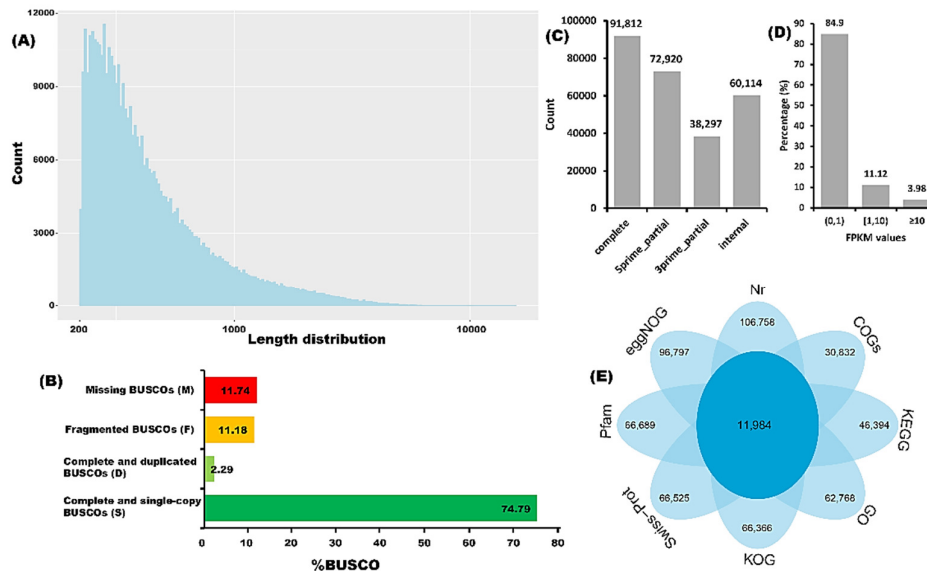 (A)
12000
9000
6000
3000
0
Count
200
1000
10000
Length distribution
(B)
Missing BUSCOs (M)
11.74
Fragmented BUSCOs (F)
11.18
Complete and duplicated
BUSCOs (D)
2.29
Complete and single-copy
BUSCOs (S)
74.79
0
10
20
30
40
50
60
70
80
%BUSCO
(C)
100000
80000
60000
40000
20000
0
Count
91,812
72,920
38,297
60,114
complete
5prime_partial
3prime_partial
internal
(D)
90
80
70
60
50
40
30
20
10
0
Percentage (%)
84.9
11.12
3.98
(0,1)
[1,10)
≥10
FPKM values
(E)
Nr
106,758
COGs
30,832
KEGG
46,394
GO
62,768
KOG
66,366
Swiss-Prot
66,525
Pfam
66,689
eggNOG
96,797
11,984